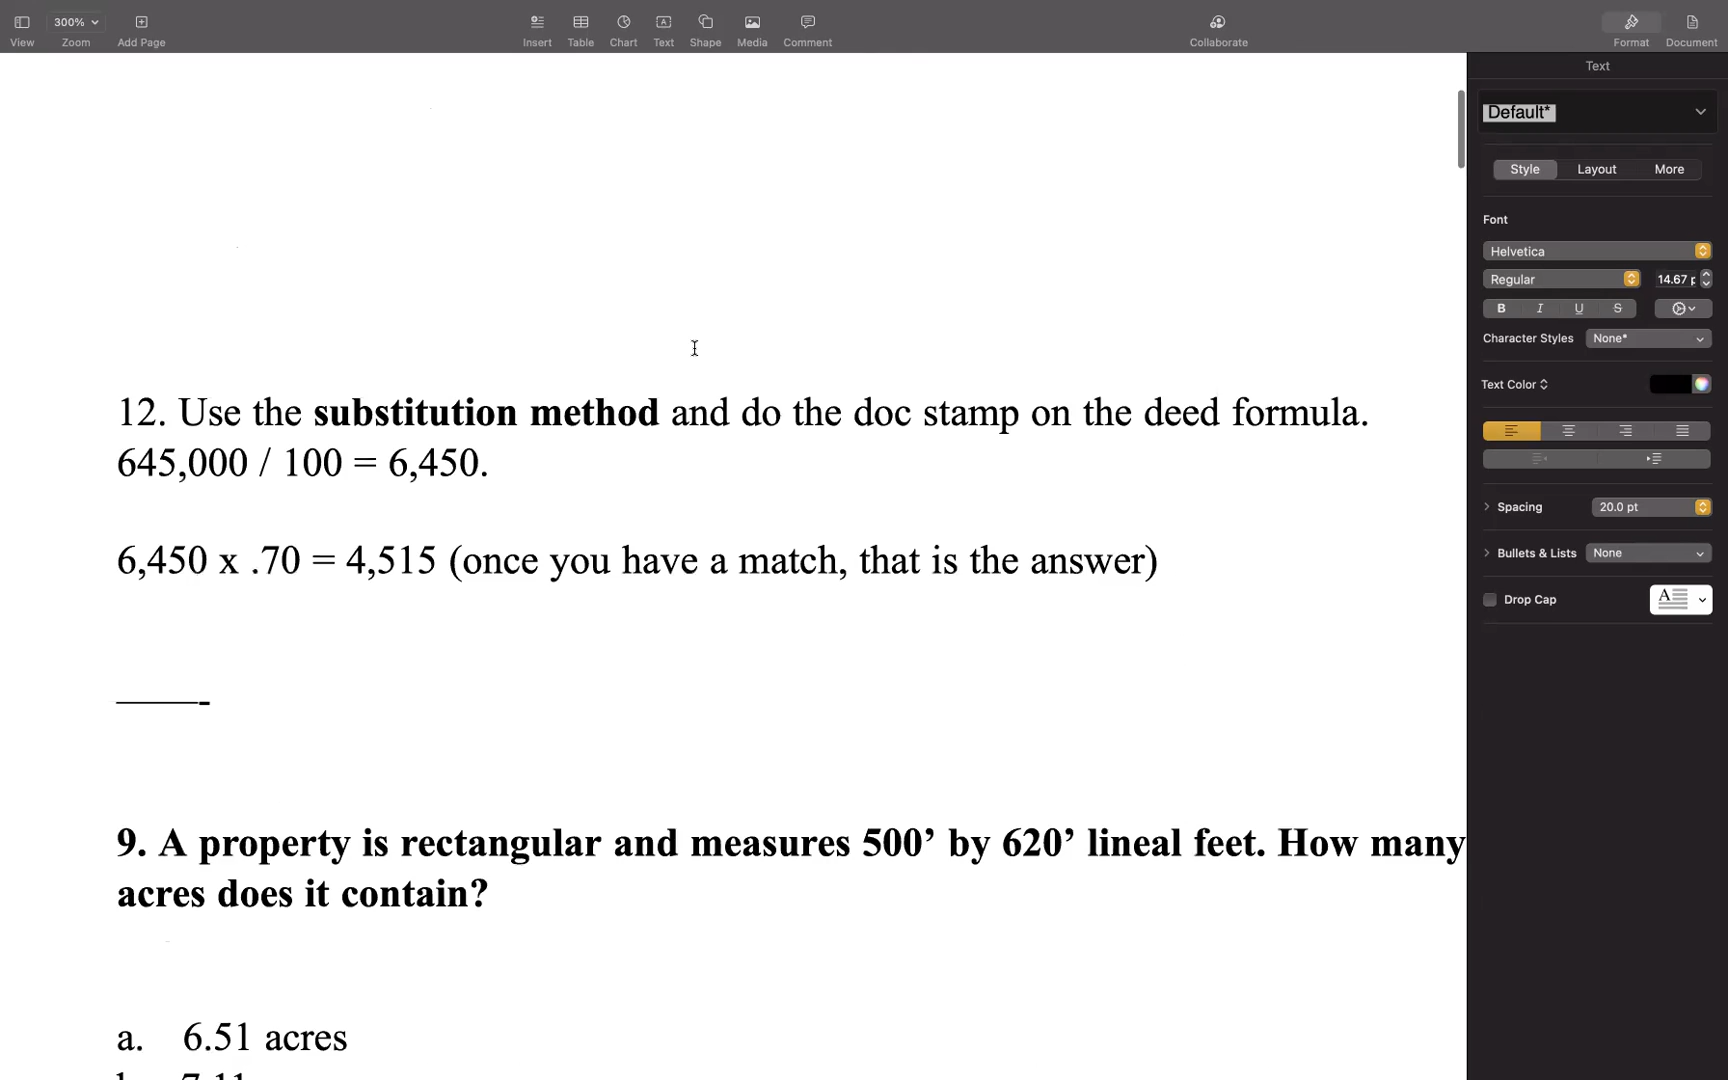 300%
View
Zoom
Add Page
Insert
Table
Chart
Text
Shape
Media
Comment
Collaborate
Format
Document
Text
Default*
Style
Layout
More
Font
Helvetica
Regular
14.67 p
B I U S
Character Styles
None*
Text Color
Spacing
20.0 pt
Bullets & Lists
None
Drop Cap
A
12. Use the substitution method and do the doc stamp on the deed formula.
645,000 / 100 = 6,450.
6,450 x .70 = 4,515 (once you have a match, that is the answer)
———-
9. A property is rectangular and measures 500’ by 620’ lineal feet. How many
acres does it contain?
a. 6.51 acres